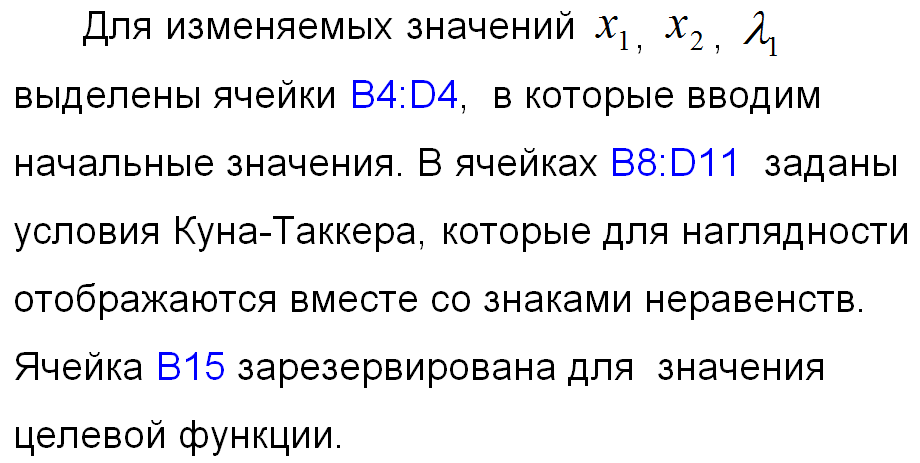 Для изменяемых значений x₁, x₂, λ₁
выделены ячейки B4:D4, в которые вводим
начальные значения. В ячейках B8:D11 заданы
условия Куна-Таккера, которые для наглядности
отображаются вместе со знаками неравенств.
Ячейка B15 зарезервирована для значения
целевой функции.